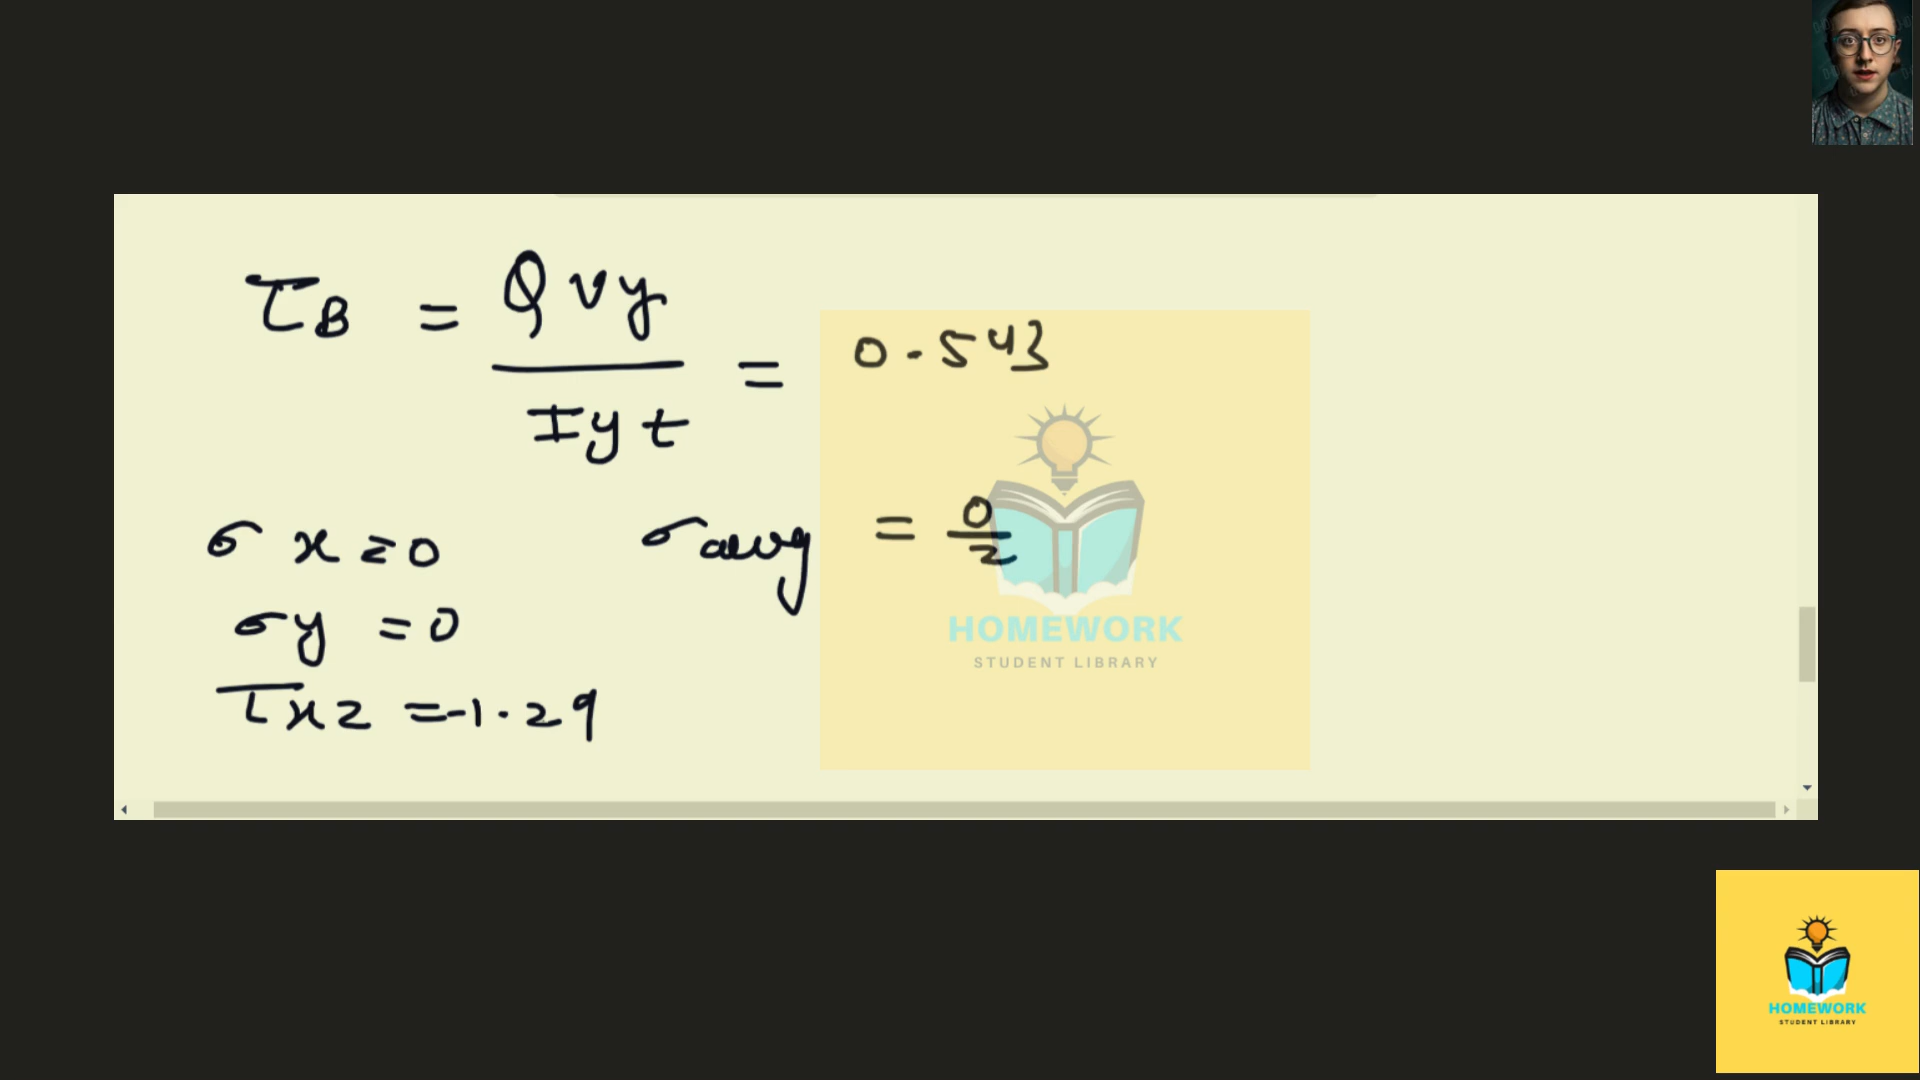 τB = QVy / Iyt = 0.543
σx = 0
σavg = 0/2
σy = 0
τxz = -1.29
HOMEWORK
STUDENT LIBRARY
HOMEWORK
STUDENT LIBRARY